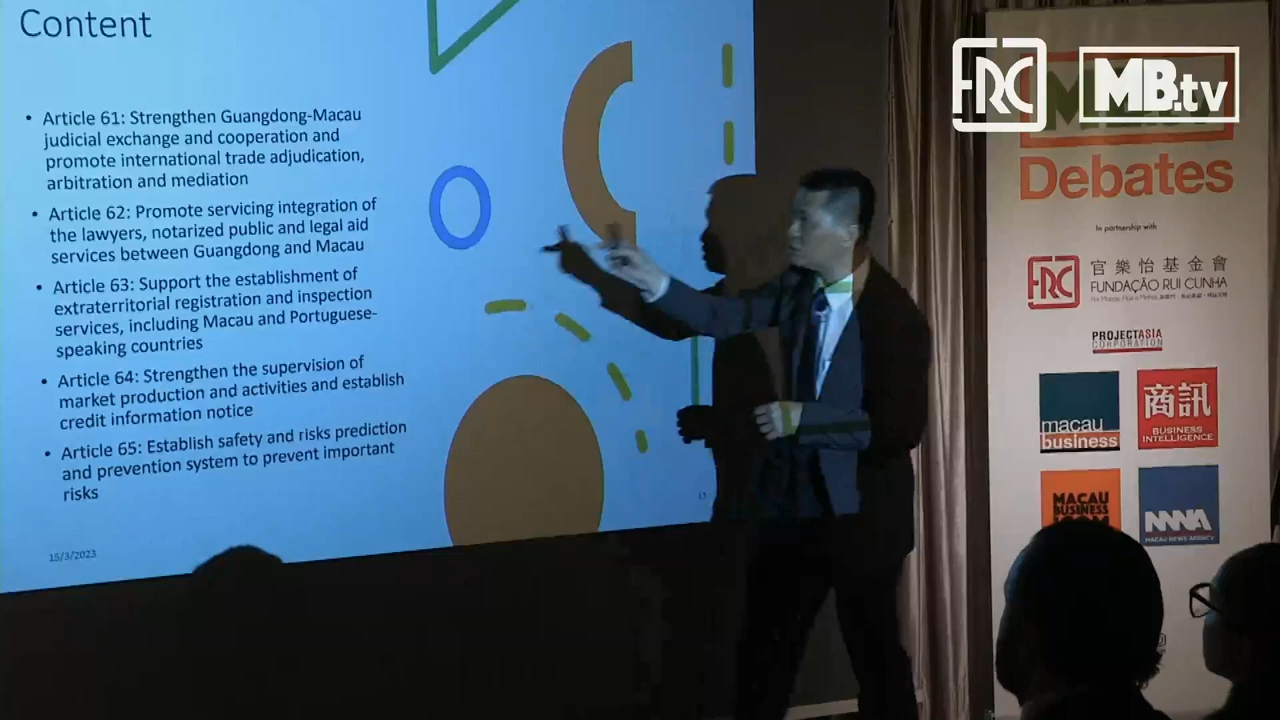 Content
• Article 61: Strengthen Guangdong-Macau
judicial exchange and cooperation and
promote international trade adjudication,
arbitration and mediation
• Article 62: Promote servicing integration of
the lawyers, notarized public and legal aid
services between Guangdong and Macau
• Article 63: Support the establishment of
extraterritorial registration and inspection
services, including Macau and Portuguese-
speaking countries
• Article 64: Strengthen the supervision of
market production and activities and establish
credit information notice
• Article 65: Establish safety and risks prediction
and prevention system to prevent important
risks
15/3/2023
13
FRC
MB.tv
Debates
In partnership with
FRC
官樂怡基金會
FUNDAÇÃO RUI CUNHA
PROJECTASIA
CORPORATION
macau
business
商訊
BUSINESS
INTELLIGENCE
MACAU
BUSINESS
.COM
MNA
MACAU NEWS AGENCY